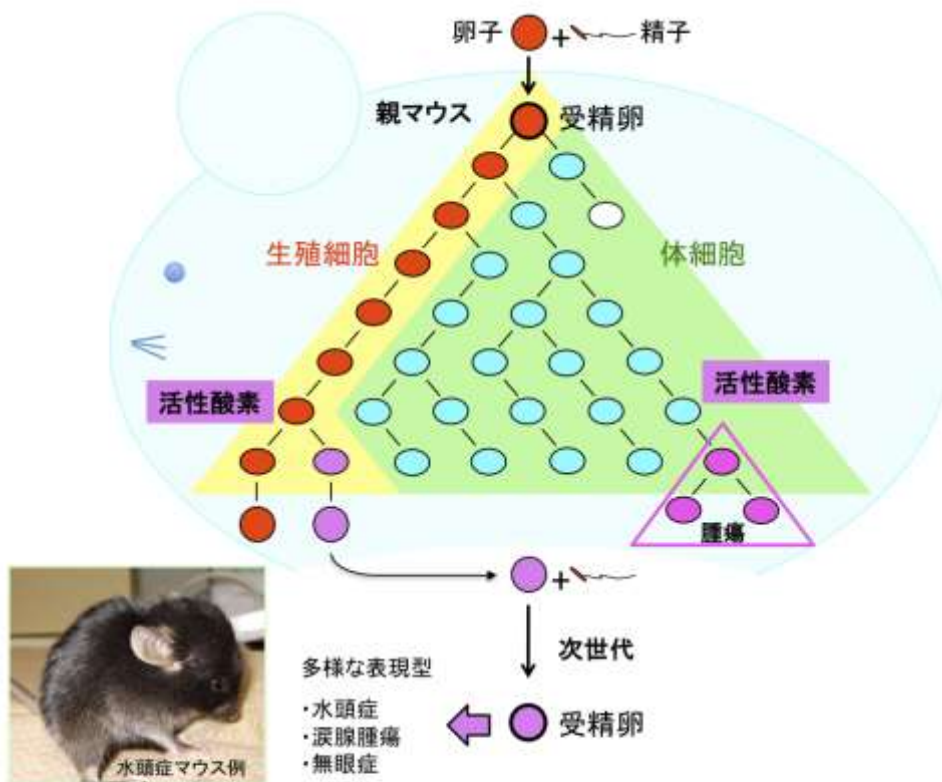 卵子
+
精子
親マウス
受精卵
生殖細胞
体細胞
活性酸素
活性酸素
腫瘍
+
次世代
多様な表現型
・水頭症
・涙腺腫瘍
・無眼症
受精卵
水頭症マウス例